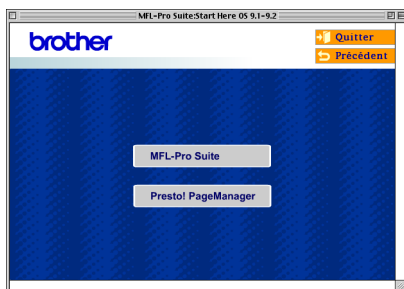 MFL-Pro Suite:Start Here OS 9.1-9.2
brother
Quitter
Précédent
MFL-Pro Suite
Presto! PageManager